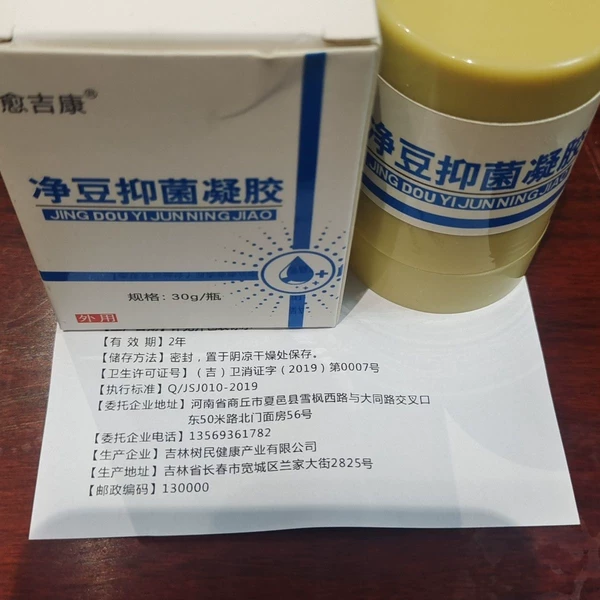 愈吉康®
净豆抑菌凝胶
JING DOU YI JUN NING JIAO
规格：30g/瓶
外用
净豆抑菌凝胶
JING DOU YI JUN NING JIAO
【有 效 期】2年
【储存方法】密封，置于阴凉干燥处保存。
【卫生许可证号】（吉）卫消证字（2019）第0007号
【执行标准】Q/JSJ010-2019
【委托企业地址】河南省商丘市夏邑县雪枫西路与大同路交叉口
东50米路北门面房56号
【委托企业电话】13569361782
【生产企业】吉林树民健康产业有限公司
【生产地址】吉林省长春市宽城区兰家大街2825号
【邮政编码】130000